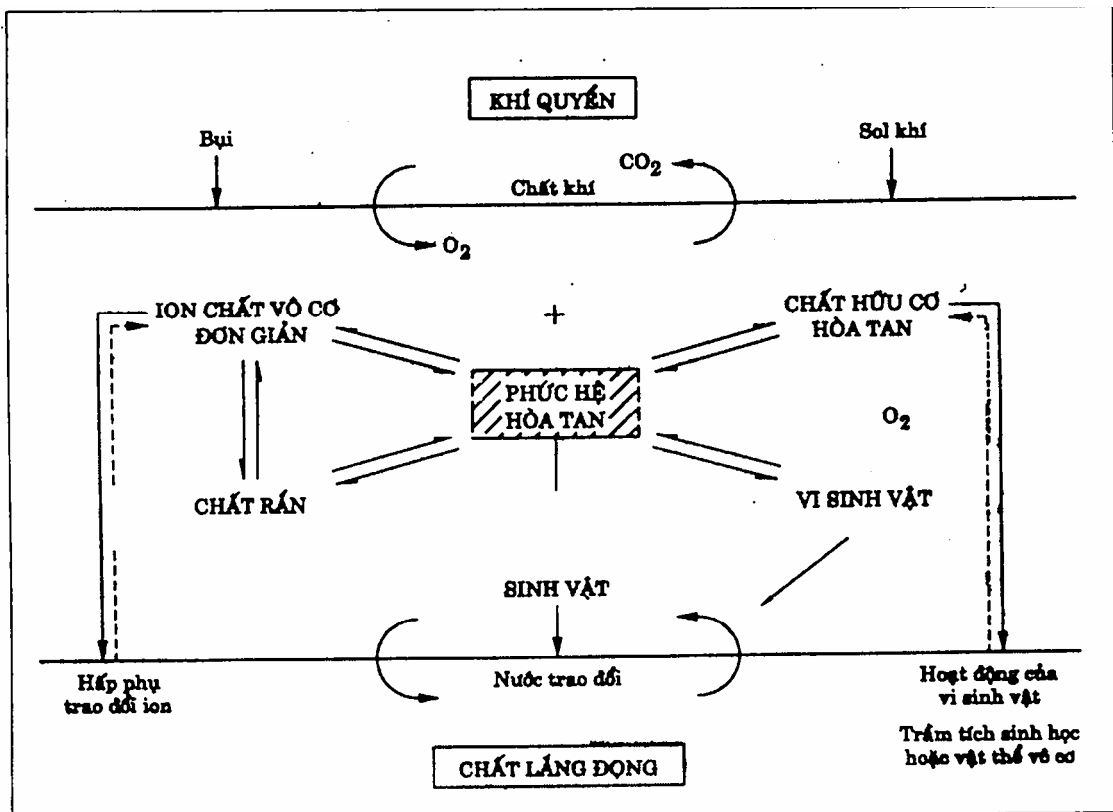 KHÍ QUYỂN
Bụi
Sol khí
CO2
Chất khí
O2
ION CHẤT VÔ CƠ
ĐƠN GIẢN
+
CHẤT HỮU CƠ
HÒA TAN
PHỨC HỆ
HÒA TAN
O2
CHẤT RẮN
VI SINH VẬT
SINH VẬT
Hấp phụ
trao đổi ion
Nước trao đổi
Hoạt động của
vi sinh vật
Trầm tích sinh học
hoặc vật thể vô cơ
CHẤT LẮNG ĐỌNG